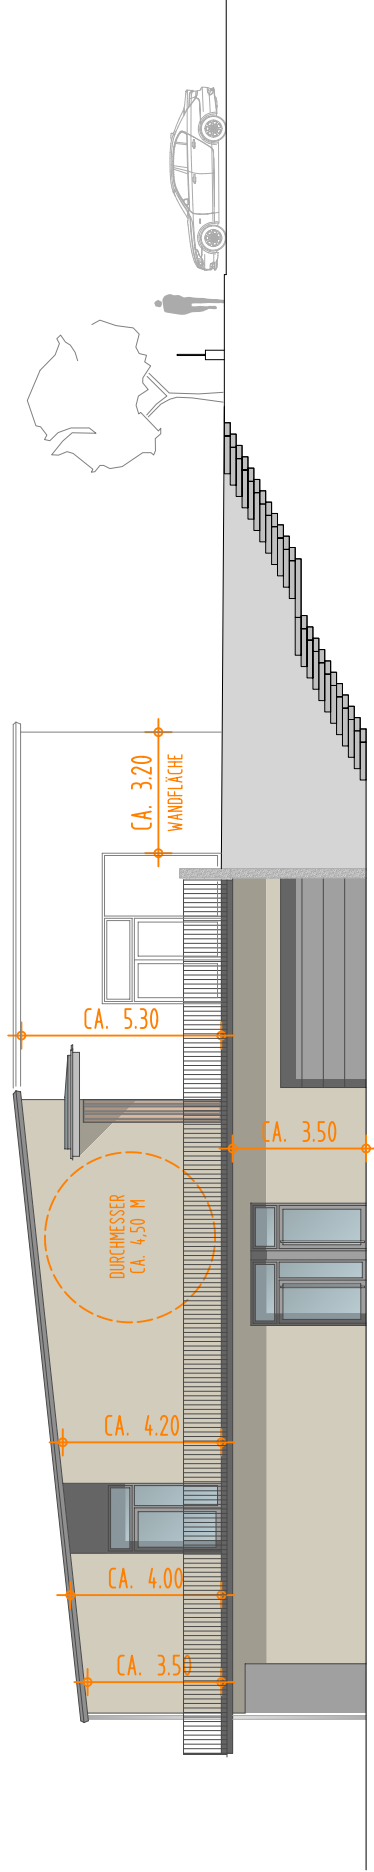 CA. 3.20
WANDFLÄCHE
CA. 5.30
CA. 3.50
DURCHMESSER
CA. 4,50 M
CA. 4.20
CA. 4.00
CA. 3.50